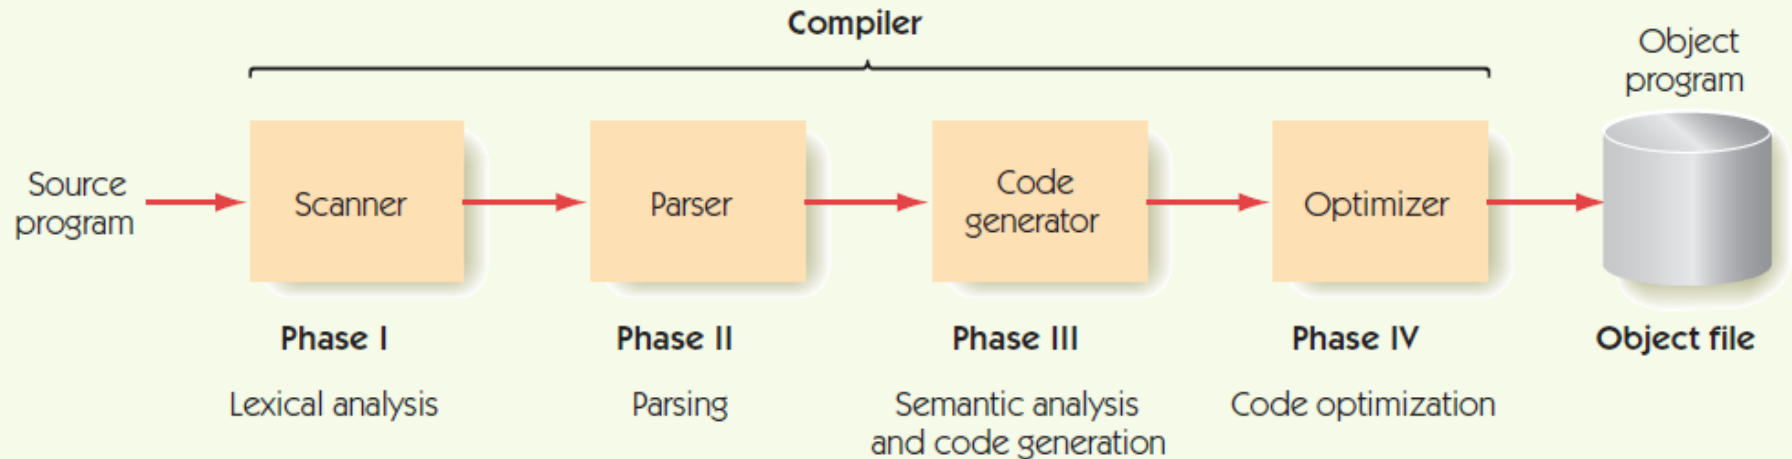 Compiler
Object
program
Source
program
Scanner
Parser
Code
generator
Optimizer
Phase I
Phase II
Phase III
Phase IV
Object file
Lexical analysis
Parsing
Semantic analysis
and code generation
Code optimization